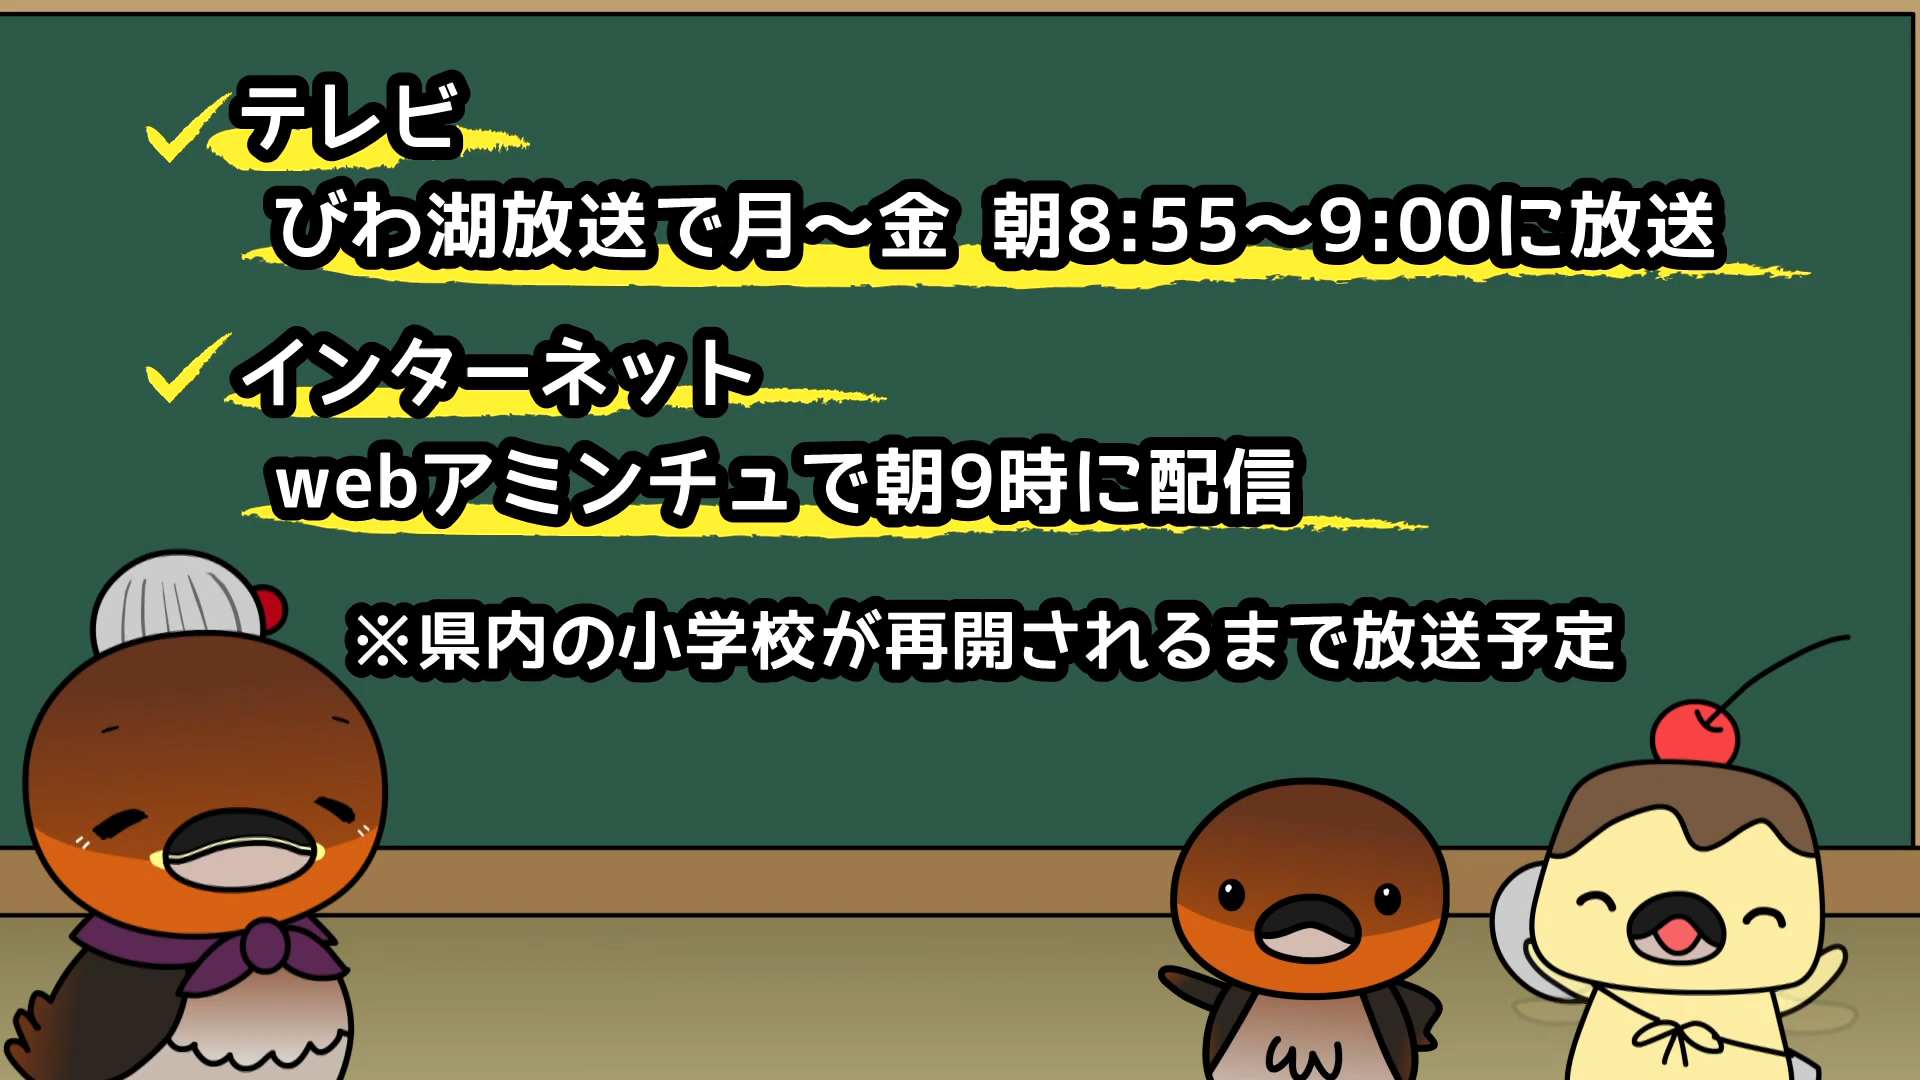 テレビ
びわ湖放送で月～金 朝8:55～9:00に放送
インターネット
webアミンチュで朝9時に配信
※県内の小学校が再開されるまで放送予定